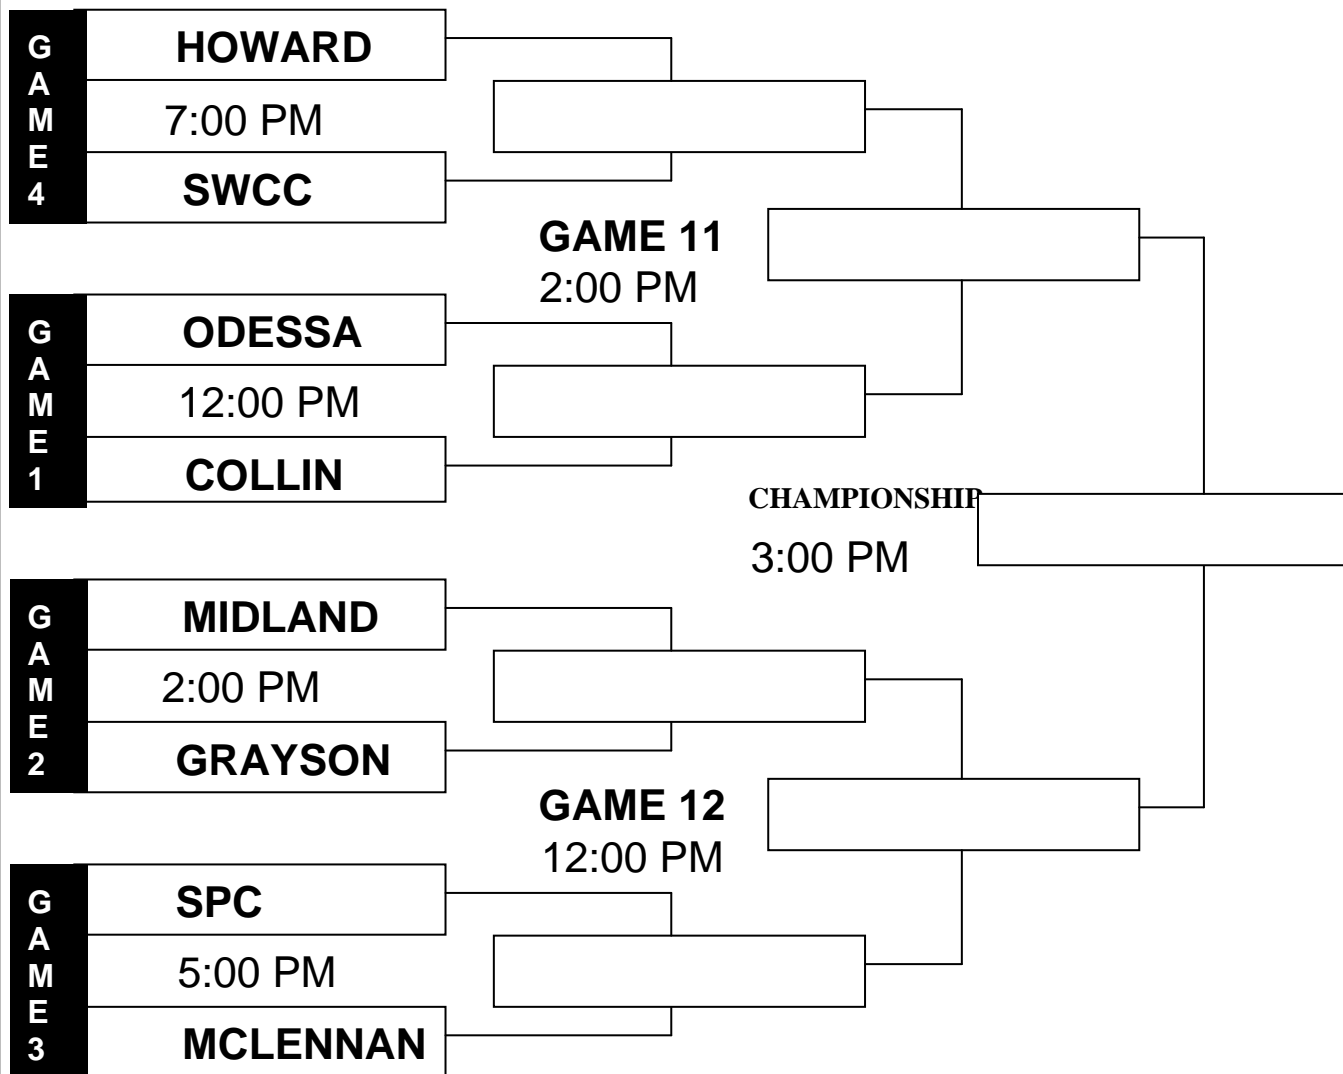 GAME 4
HOWARD
7:00 PM
SWCC
GAME 11
2:00 PM
GAME 1
ODESSA
12:00 PM
COLLIN
CHAMPIONSHIP
3:00 PM
GAME 2
MIDLAND
2:00 PM
GRAYSON
GAME 12
12:00 PM
GAME 3
SPC
5:00 PM
MCLENNAN